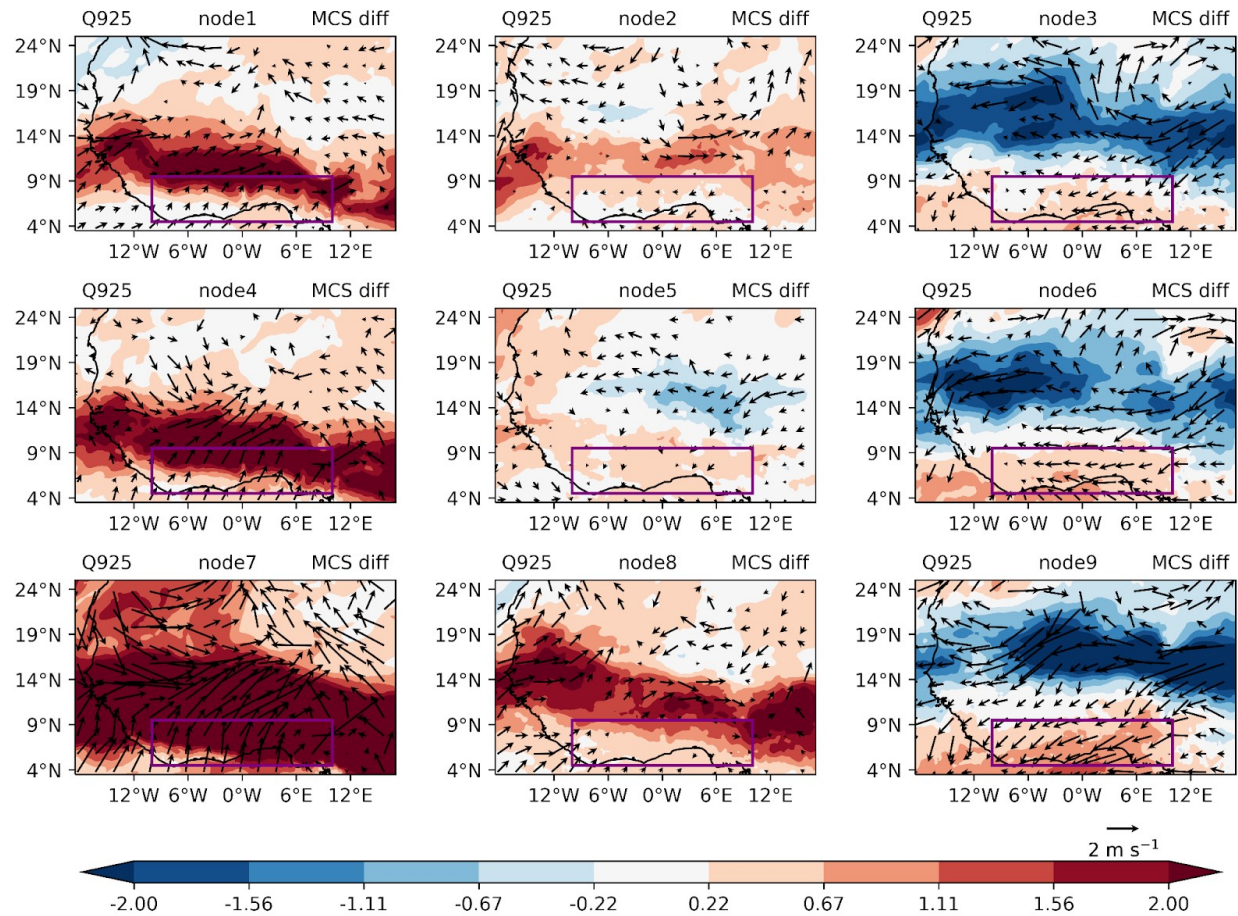 Q925 node1 MCS diff Q925 node2 MCS diff Q925 node3 MCS diff
24°N 24°N 24°N
19°N 19°N 19°N
14°N 14°N 14°N
9°N 9°N 9°N
4°N 4°N 4°N
12°W 6°W 0°W 6°E 12°E 12°W 6°W 0°W 6°E 12°E 12°W 6°W 0°W 6°E 12°E
Q925 node4 MCS diff Q925 node5 MCS diff Q925 node6 MCS diff
24°N 24°N 24°N
19°N 19°N 19°N
14°N 14°N 14°N
9°N 9°N 9°N
4°N 4°N 4°N
12°W 6°W 0°W 6°E 12°E 12°W 6°W 0°W 6°E 12°E 12°W 6°W 0°W 6°E 12°E
Q925 node7 MCS diff Q925 node8 MCS diff Q925 node9 MCS diff
24°N 24°N 24°N
19°N 19°N 19°N
14°N 14°N 14°N
9°N 9°N 9°N
4°N 4°N 4°N
12°W 6°W 0°W 6°E 12°E 12°W 6°W 0°W 6°E 12°E 12°W 6°W 0°W 6°E 12°E
2 m s⁻¹
-2.00 -1.56 -1.11 -0.67 -0.22 0.22 0.67 1.11 1.56 2.00